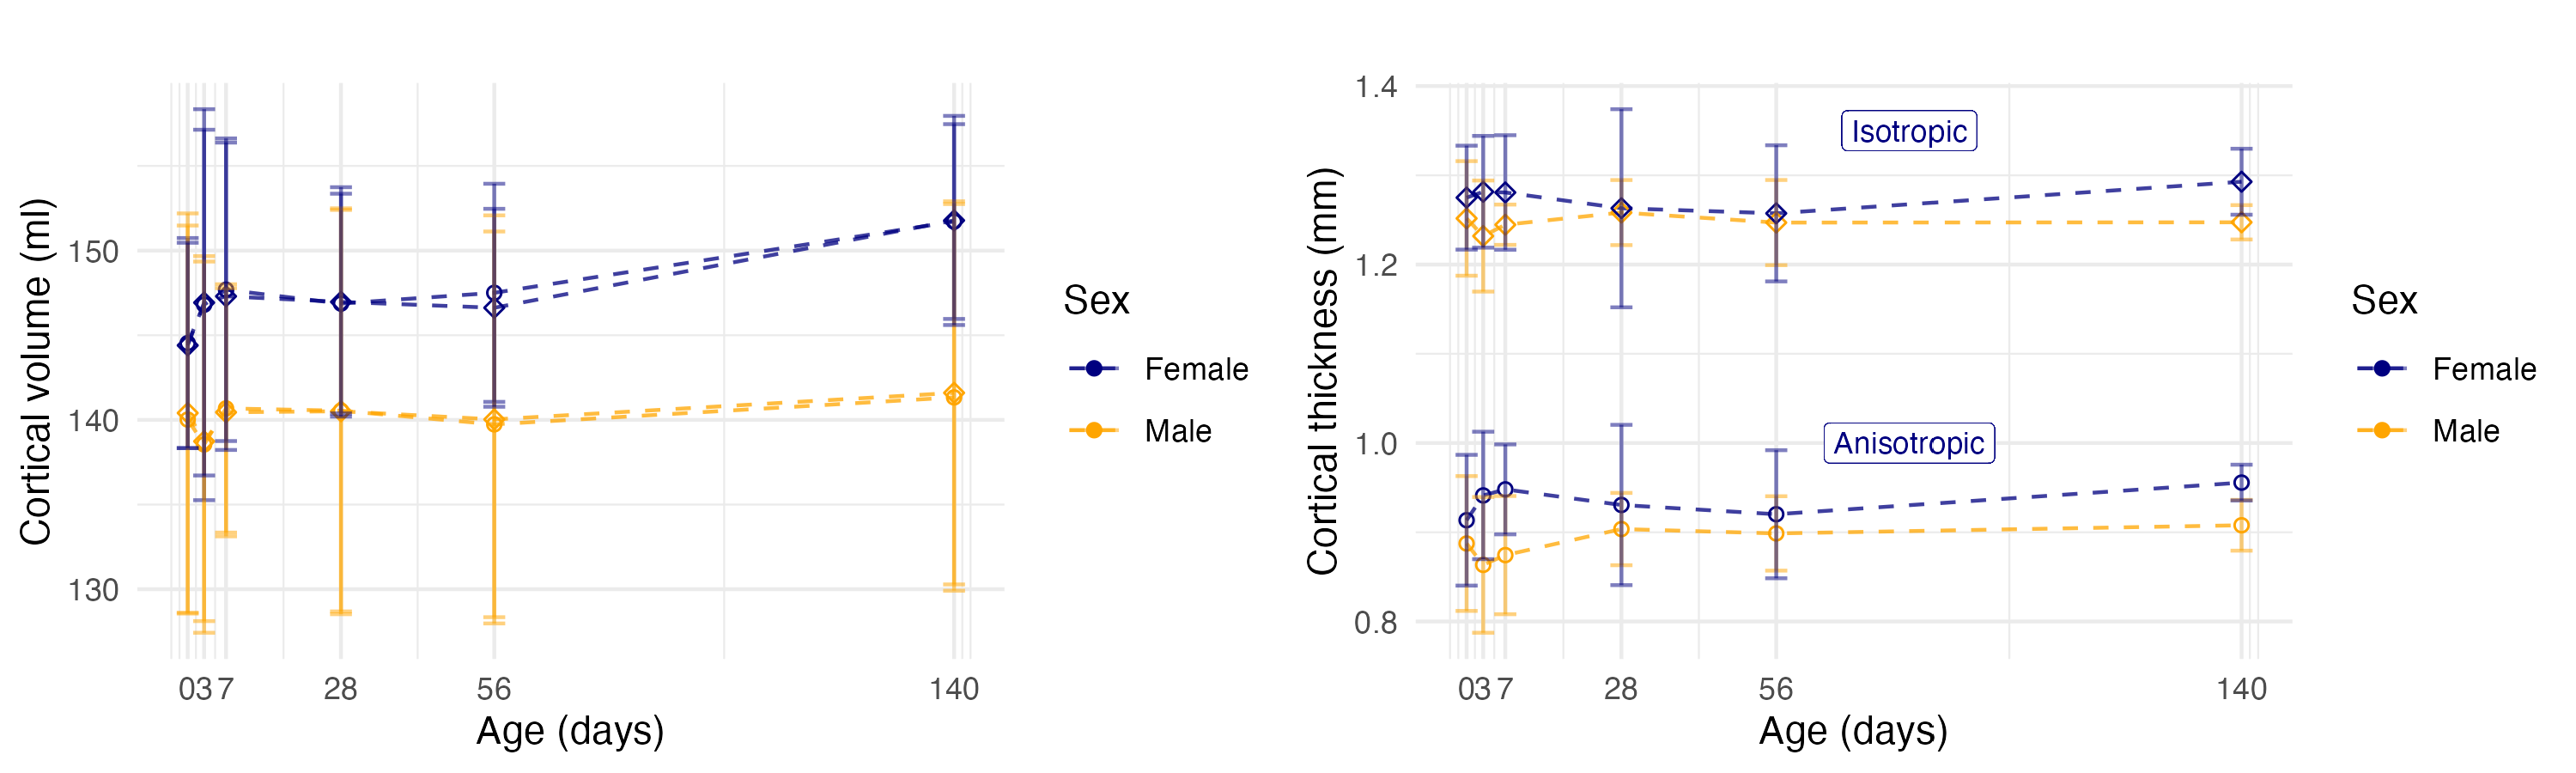 Cortical volume (ml)
150
140
130
0 3 7 28 56 140
Age (days)
Sex
Female
Male
Cortical thickness (mm)
1.4
1.2
1.0
0.8
Isotropic
Anisotropic
0 3 7 28 56 140
Age (days)
Sex
Female
Male